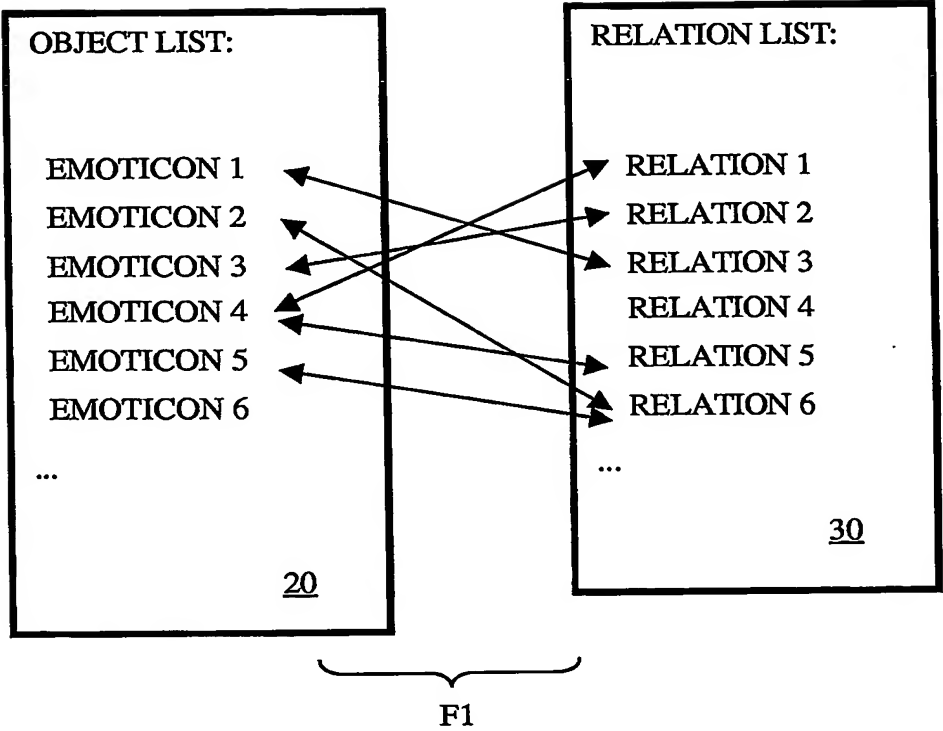 OBJECT LIST:
EMOTICON 1
EMOTICON 2
EMOTICON 3
EMOTICON 4
EMOTICON 5
EMOTICON 6
...
20
RELATION LIST:
RELATION 1
RELATION 2
RELATION 3
RELATION 4
RELATION 5
RELATION 6
...
30
F1